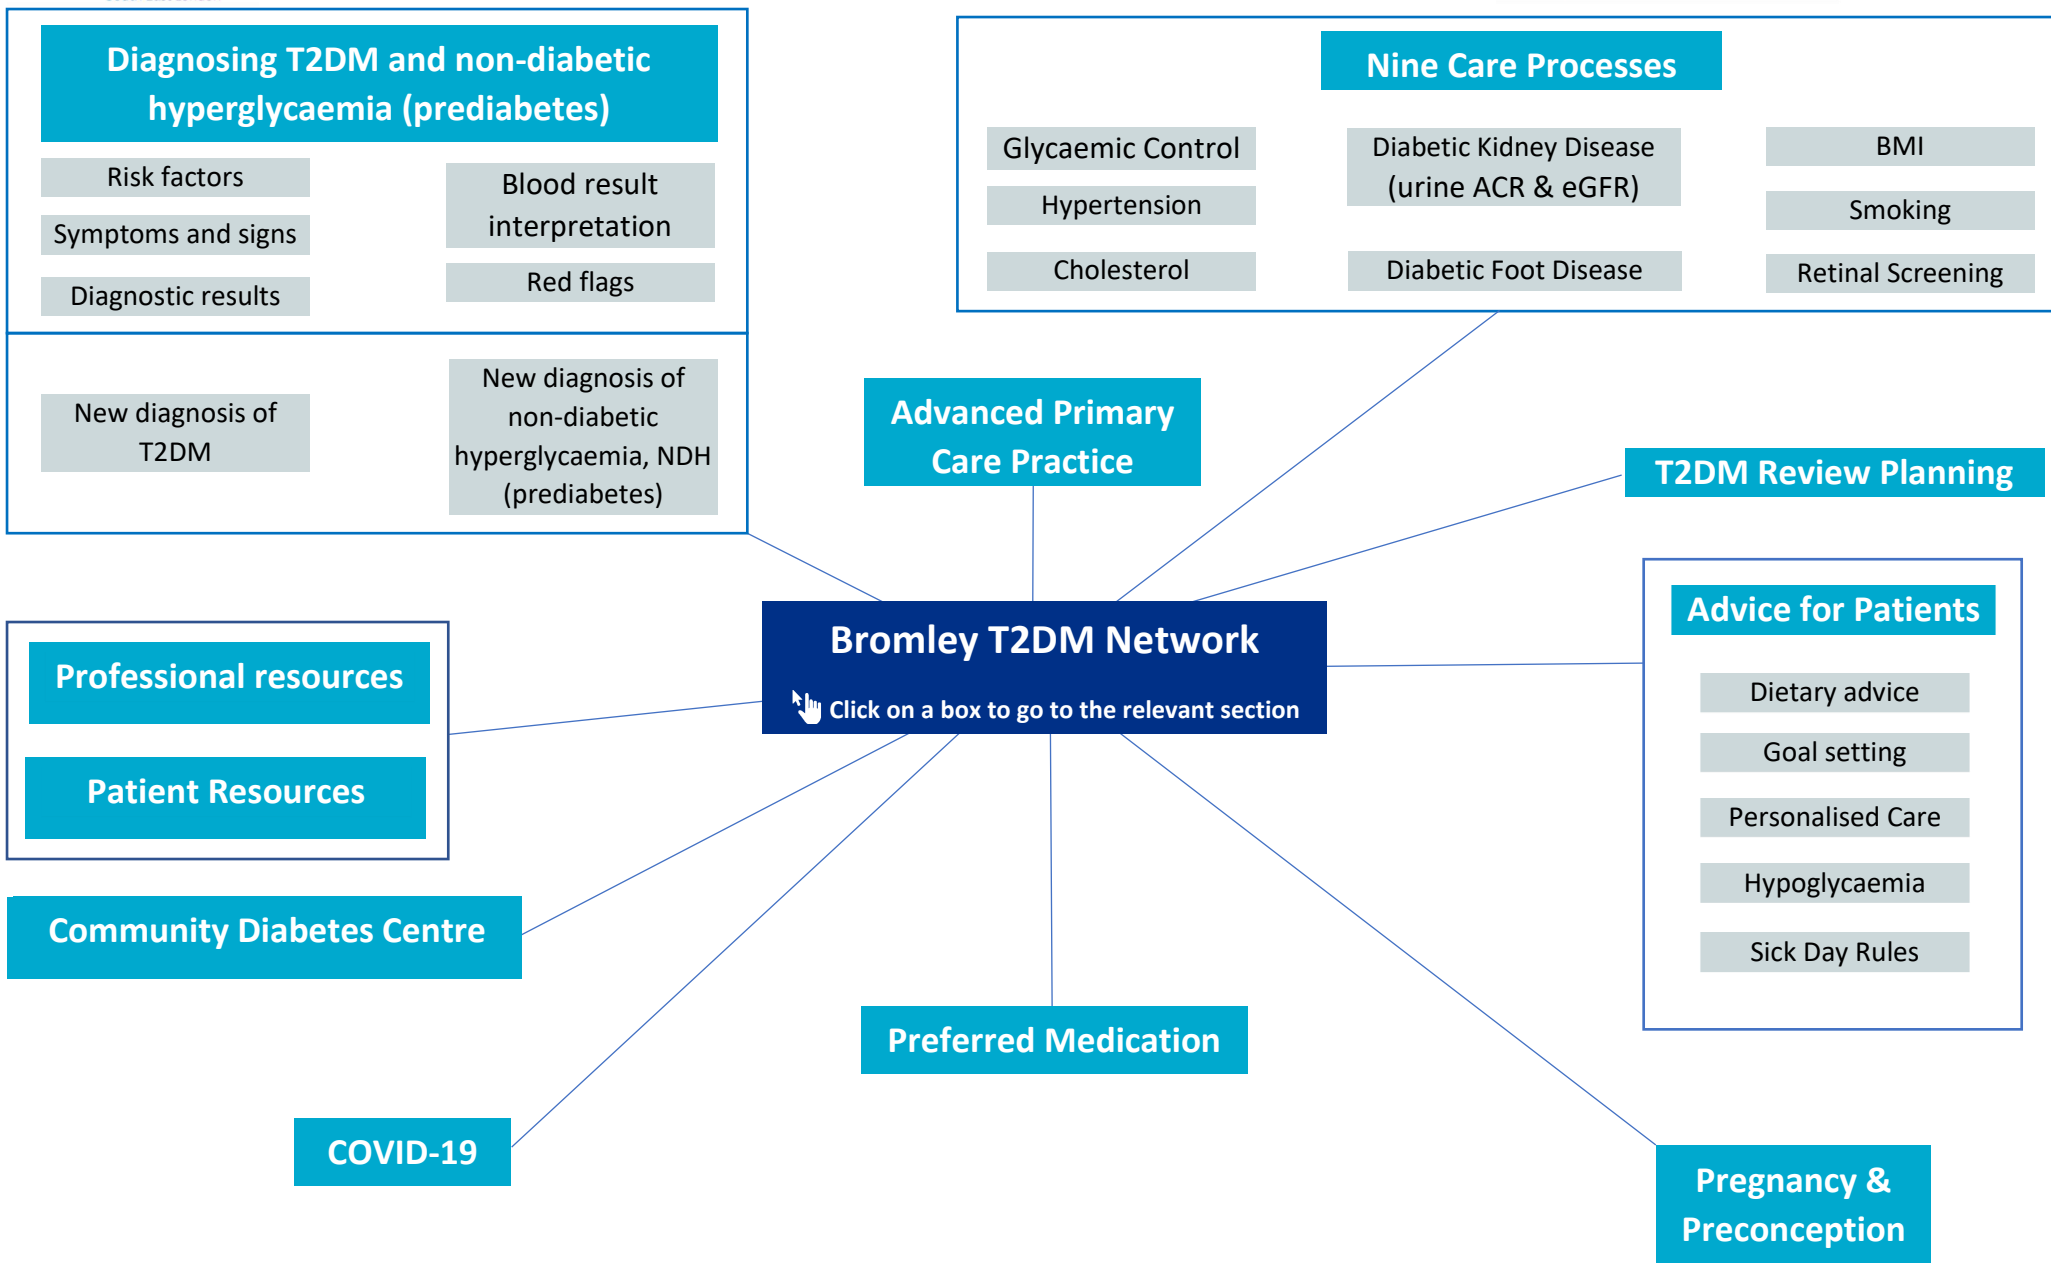 Diagnosing T2DM and non-diabetic
hyperglycaemia (prediabetes)
Risk factors
Symptoms and signs
Diagnostic results
Blood result
interpretation
Red flags
New diagnosis of
T2DM
New diagnosis of
non-diabetic
hyperglycaemia, NDH
(prediabetes)
Nine Care Processes
Glycaemic Control
Hypertension
Cholesterol
Diabetic Kidney Disease
(urine ACR & eGFR)
Diabetic Foot Disease
BMI
Smoking
Retinal Screening
Advanced Primary
Care Practice
T2DM Review Planning
Bromley T2DM Network
Click on a box to go to the relevant section
Advice for Patients
Dietary advice
Goal setting
Personalised Care
Hypoglycaemia
Sick Day Rules
Professional resources
Patient Resources
Community Diabetes Centre
Preferred Medication
COVID-19
Pregnancy &
Preconception